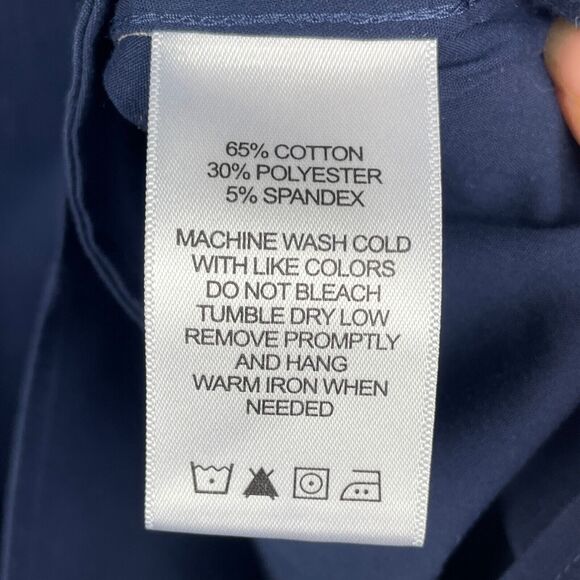 65% COTTON
30% POLYESTER
5% SPANDEX
MACHINE WASH COLD
WITH LIKE COLORS
DO NOT BLEACH
TUMBLE DRY LOW
REMOVE PROMPTLY
AND HANG
WARM IRON WHEN
NEEDED